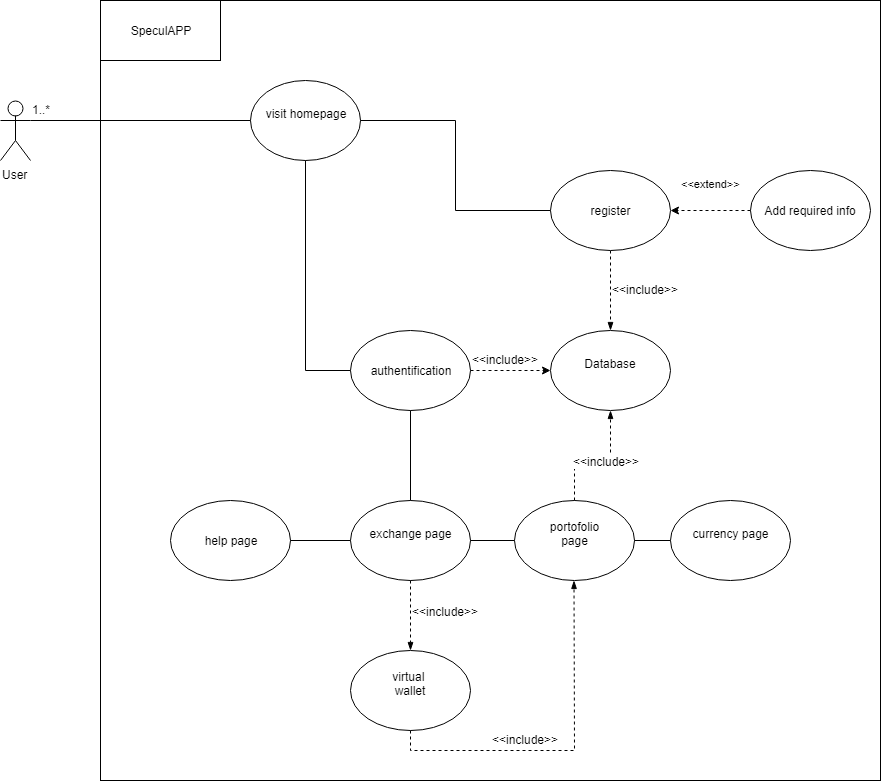 SpeculAPP
1..*
visit homepage
User
<<extend>>
register
Add required info
<<include>>
<<include>>
Database
authentification
<<include>>
portofolio
page
exchange page
currency page
help page
<<include>>
virtual
wallet
<<include>>